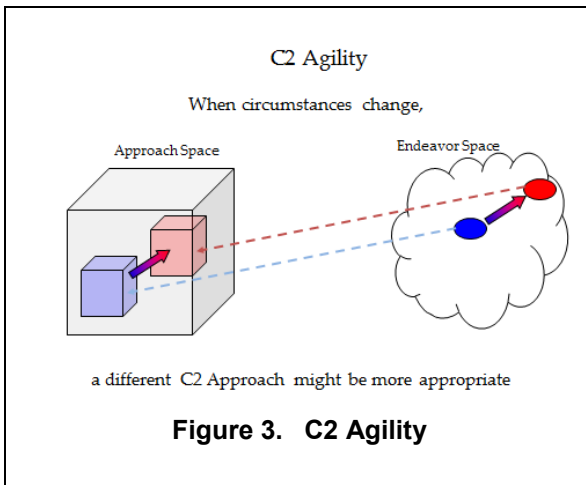 C2 Agility
When circumstances change,
Approach Space
Endeavor Space
a different C2 Approach might be more appropriate
Figure 3. C2 Agility